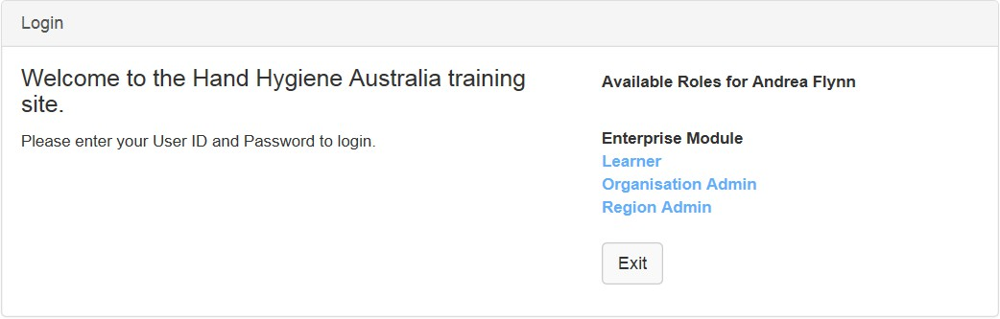 Login
Welcome to the Hand Hygiene Australia training
site.
Please enter your User ID and Password to login.
Available Roles for Andrea Flynn
Enterprise Module
Learner
Organisation Admin
Region Admin
Exit